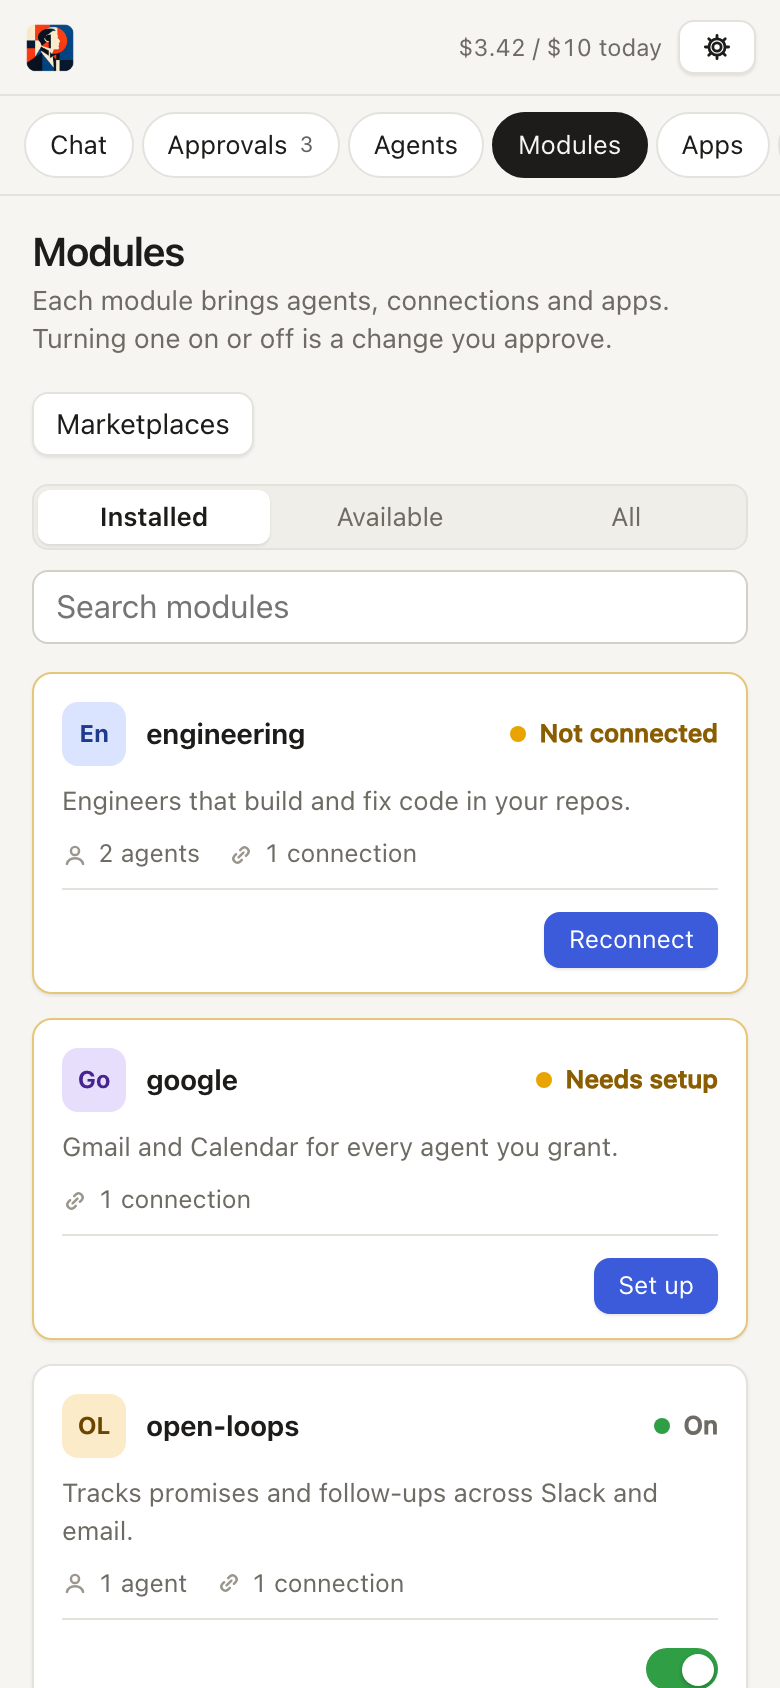 $3.42 / $10 today
Chat
Approvals 3
Agents
Modules
Apps
Modules
Each module brings agents, connections and apps.
Turning one on or off is a change you approve.
Marketplaces
Installed
Available
All
Search modules
En
engineering
Not connected
Engineers that build and fix code in your repos.
2 agents
1 connection
Reconnect
Go
google
Needs setup
Gmail and Calendar for every agent you grant.
1 connection
Set up
OL
open-loops
On
Tracks promises and follow-ups across Slack and
email.
1 agent
1 connection